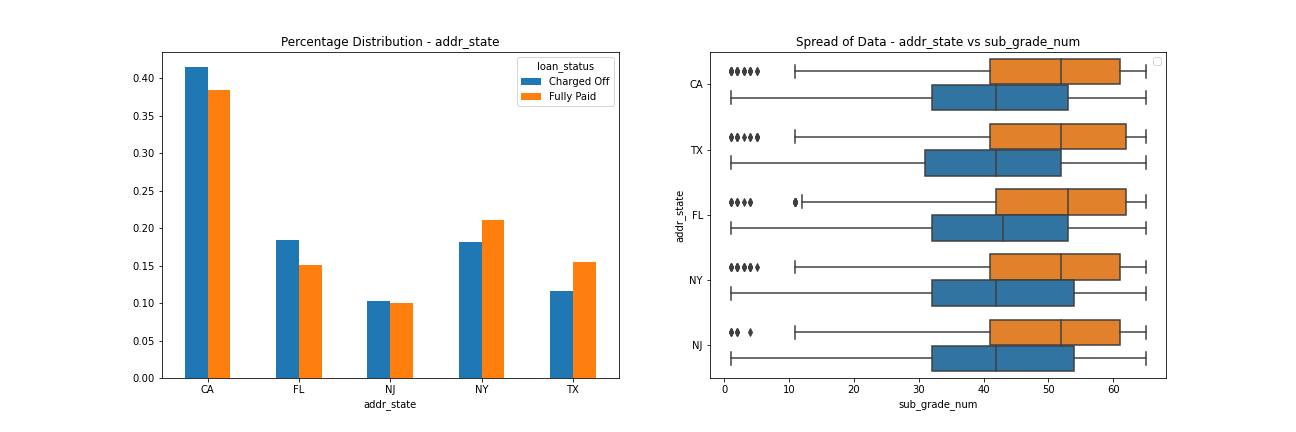 Percentage Distribution - addr_state
loan_status
Charged Off
Fully Paid
0.40
0.35
0.30
0.25
0.20
0.15
0.10
0.05
0.00
CA
FL
NJ
NY
TX
addr_state
Spread of Data - addr_state vs sub_grade_num
CA
TX
FL
NY
NJ
addr_state
0
10
20
30
40
50
60
sub_grade_num